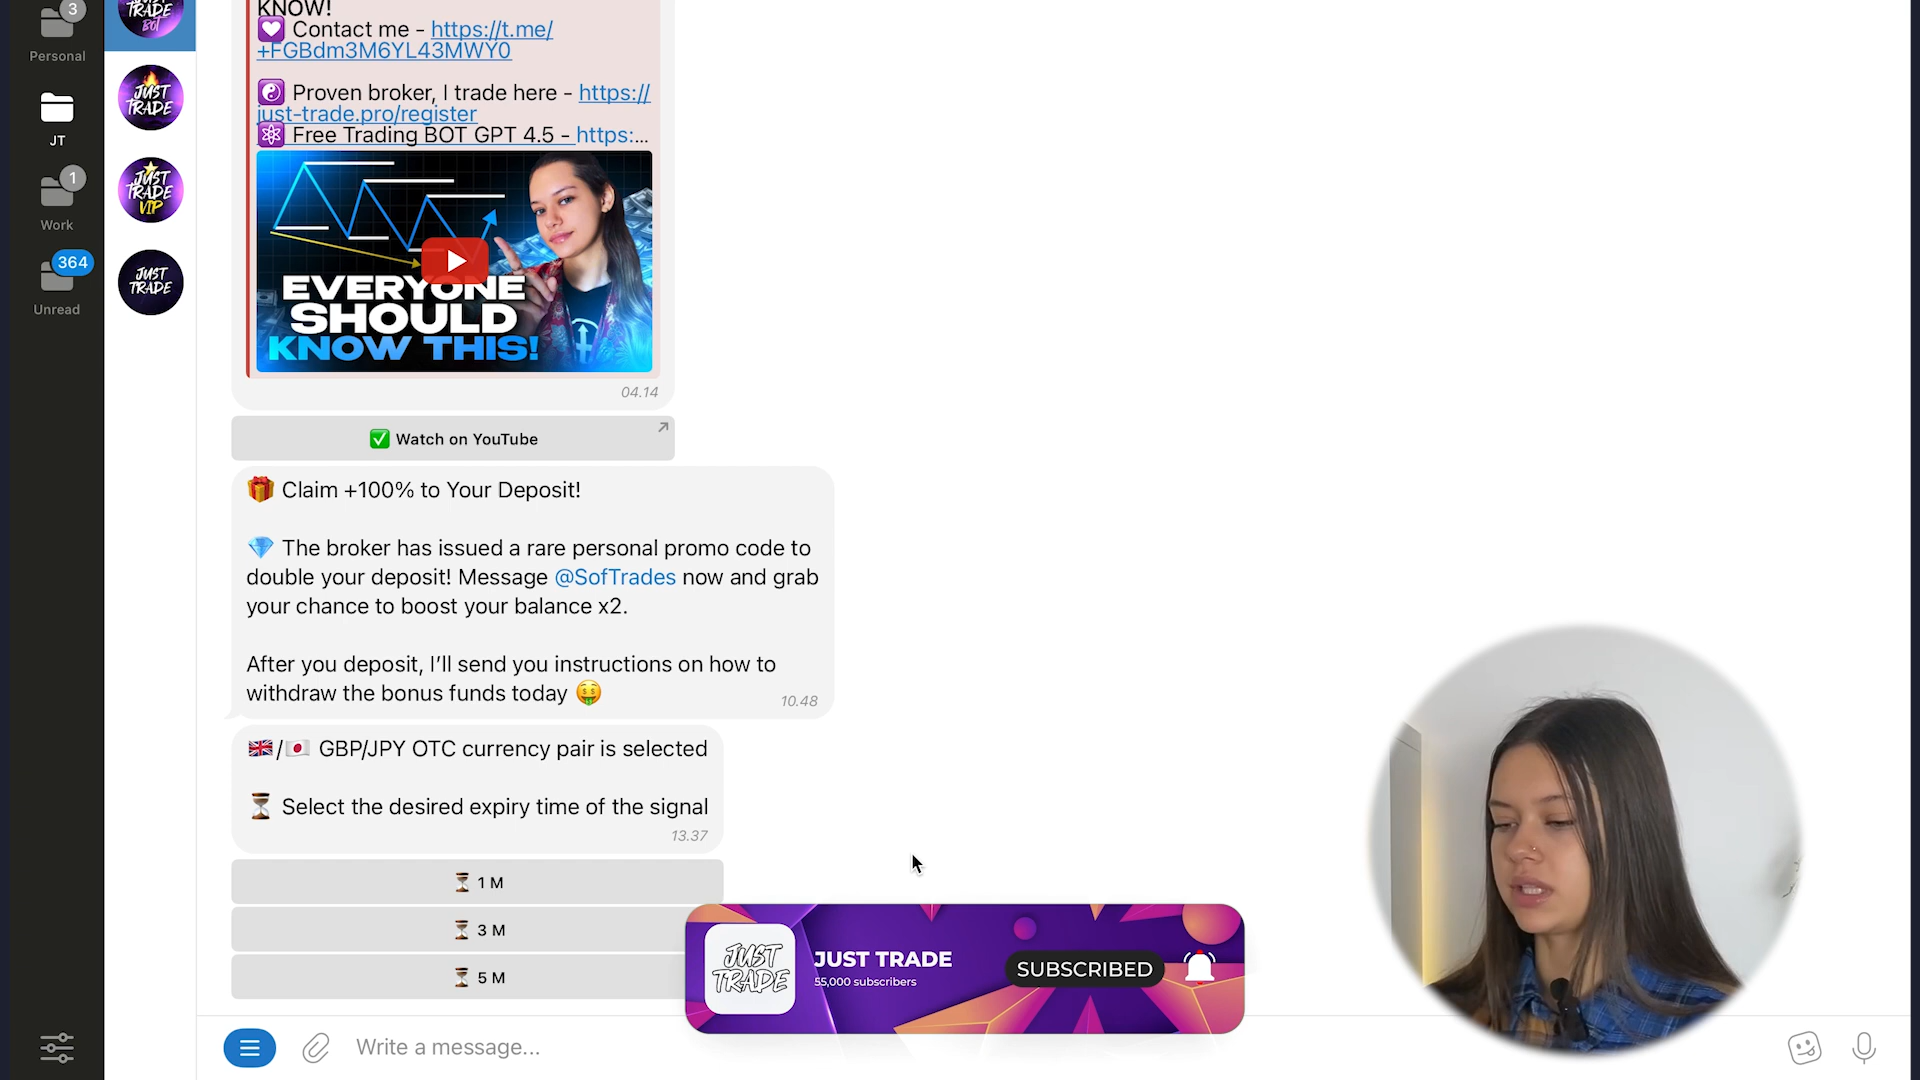 3
Personal
JT
1
Work
364
Unread
TRADE
BOT
JUST
TRADE
JUST
TRADE
VIP
JUST
TRADE
KNOW!
Contact me - https://t.me/
+FGBdm3M6YL43MWY0
Proven broker, I trade here - https://
just-trade.pro/register
Free Trading BOT GPT 4.5 - https:...
EVERYONE
SHOULD
KNOW THIS!
04.14
Watch on YouTube
Claim +100% to Your Deposit!
The broker has issued a rare personal promo code to
double your deposit! Message @SofTrades now and grab
your chance to boost your balance x2.
After you deposit, I’ll send you instructions on how to
withdraw the bonus funds today
10.48
/ GBP/JPY OTC currency pair is selected
Select the desired expiry time of the signal
13.37
1 M
3 M
5 M
JUST
TRADE
JUST TRADE
55,000 subscribers
SUBSCRIBED
Write a message...